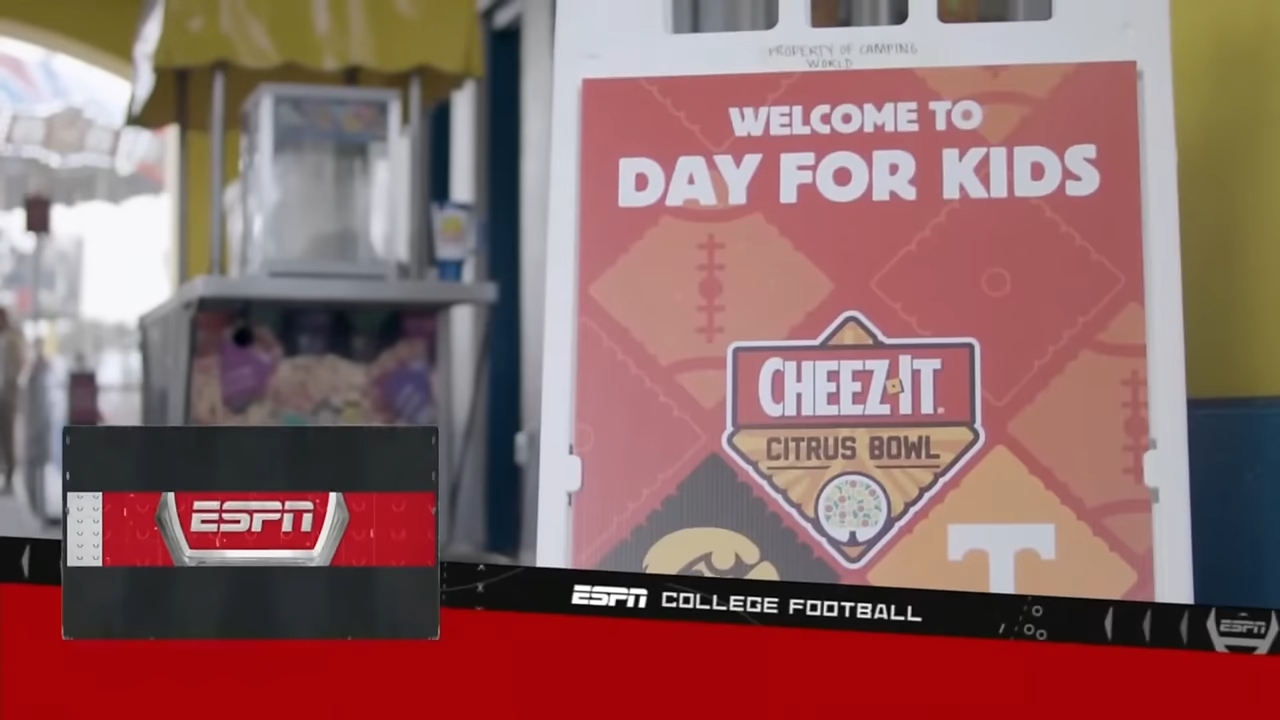 PROPERTY OF CAMPING
WORLD
WELCOME TO
DAY FOR KIDS
CHEEZ-IT
CITRUS BOWL
T
ESPN
ESPN COLLEGE FOOTBALL
ESPN